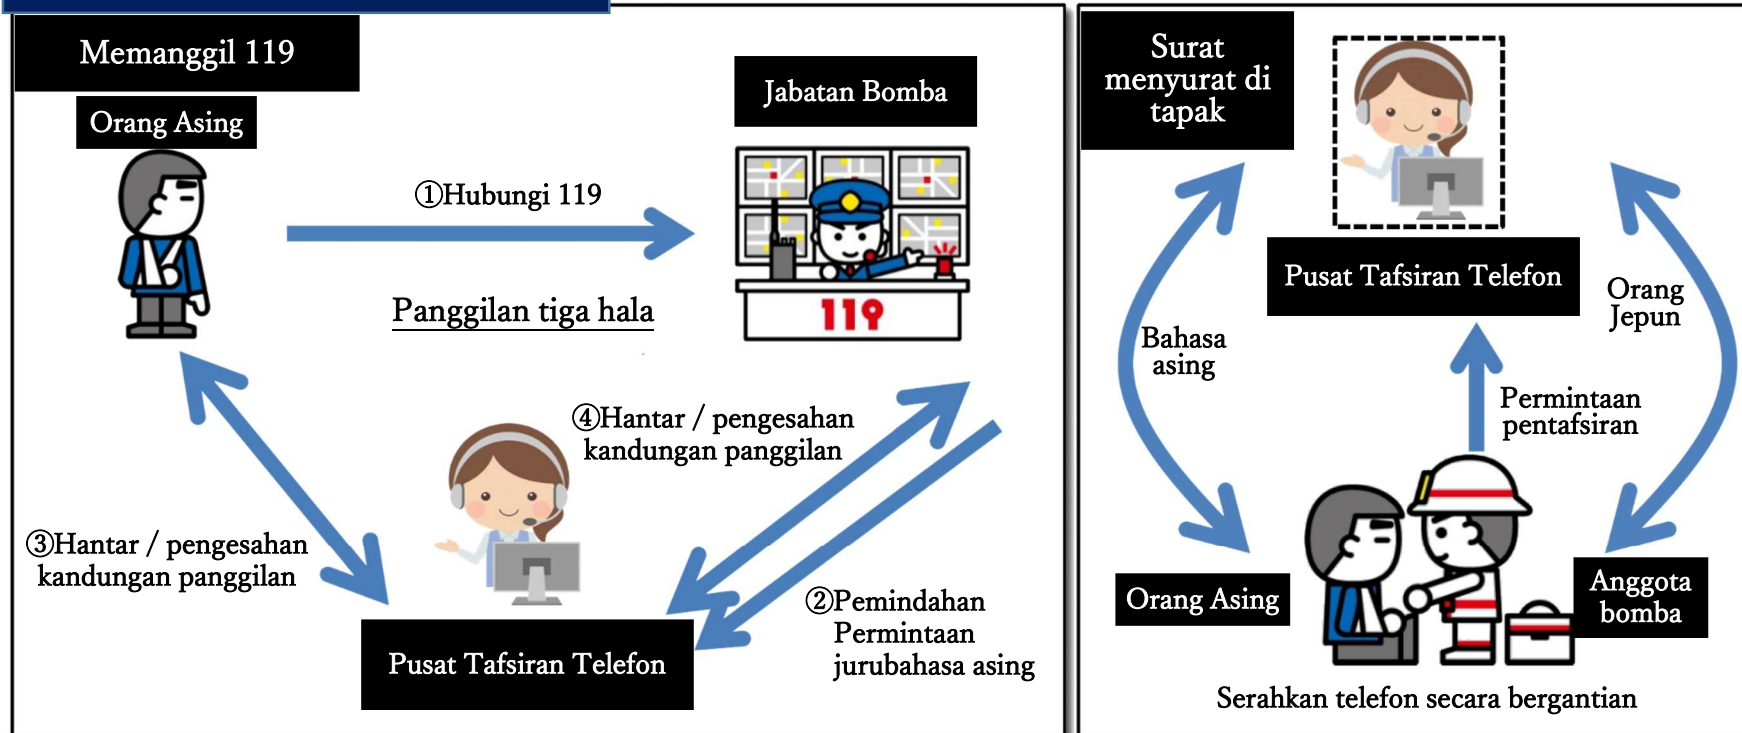 Memanggil 119
Orang Asing
Jabatan Bomba
①Hubungi 119
119
Panggilan tiga hala
④Hantar / pengesahan
kandungan panggilan
③Hantar / pengesahan
kandungan panggilan
②Pemindahan
Permintaan
jurubahasa asing
Pusat Tafsiran Telefon
Surat
menyurat di
tapak
Pusat Tafsiran Telefon
Bahasa
asing
Orang
Jepun
Permintaan
pentafsiran
Orang Asing
Anggota
bomba
Serahkan telefon secara bergantian